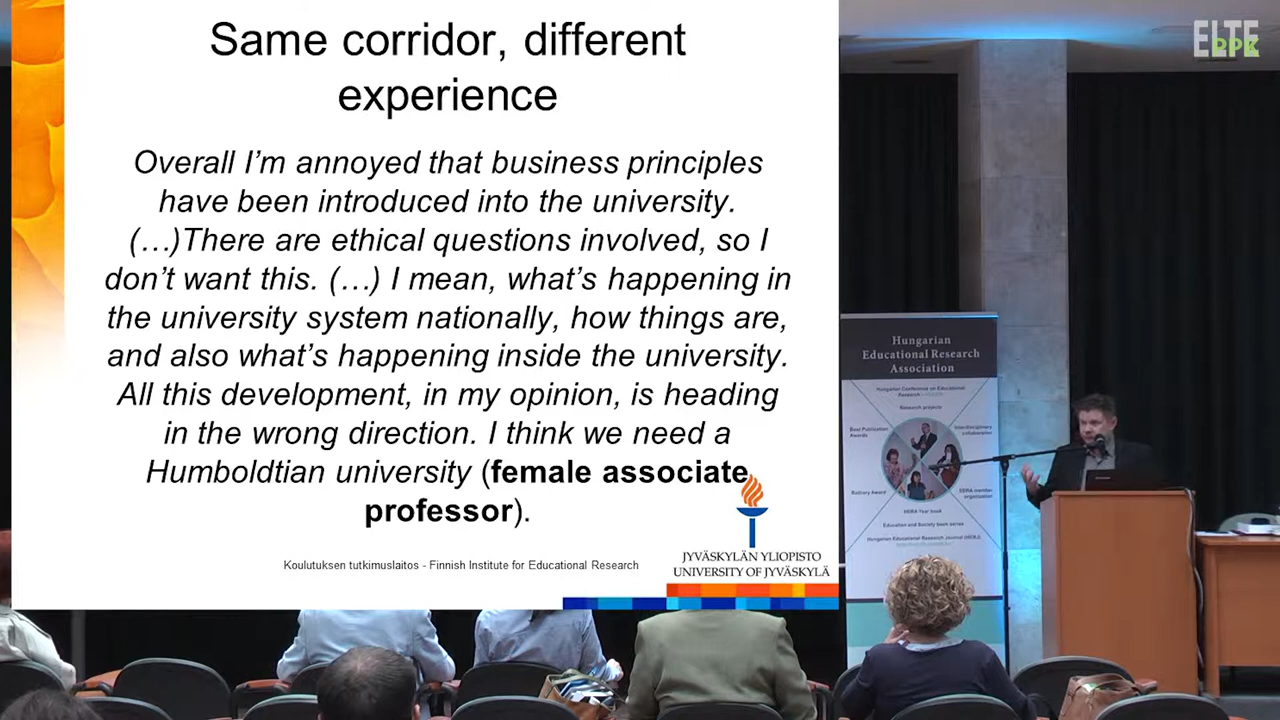 Same corridor, different
experience
Overall I’m annoyed that business principles
have been introduced into the university.
(…)There are ethical questions involved, so I
don’t want this. (…) I mean, what’s happening in
the university system nationally, how things are,
and also what’s happening inside the university.
All this development, in my opinion, is heading
in the wrong direction. I think we need a
Humboldtian university (female associate
professor).
Koulutuksen tutkimuslaitos - Finnish Institute for Educational Research
JYVÄSKYLÄN YLIOPISTO
UNIVERSITY OF JYVÄSKYLÄ
ELTE
PPK
Hungarian
Educational Research
Association
Hungarian Conference on Educational
Research
Research projects
Best Publication
Awards
Interdisciplinary
collaboration
Award
EERA member
organization
HERA Year book
Education and Society book series
Hungarian Educational Research Journal (HERJ)